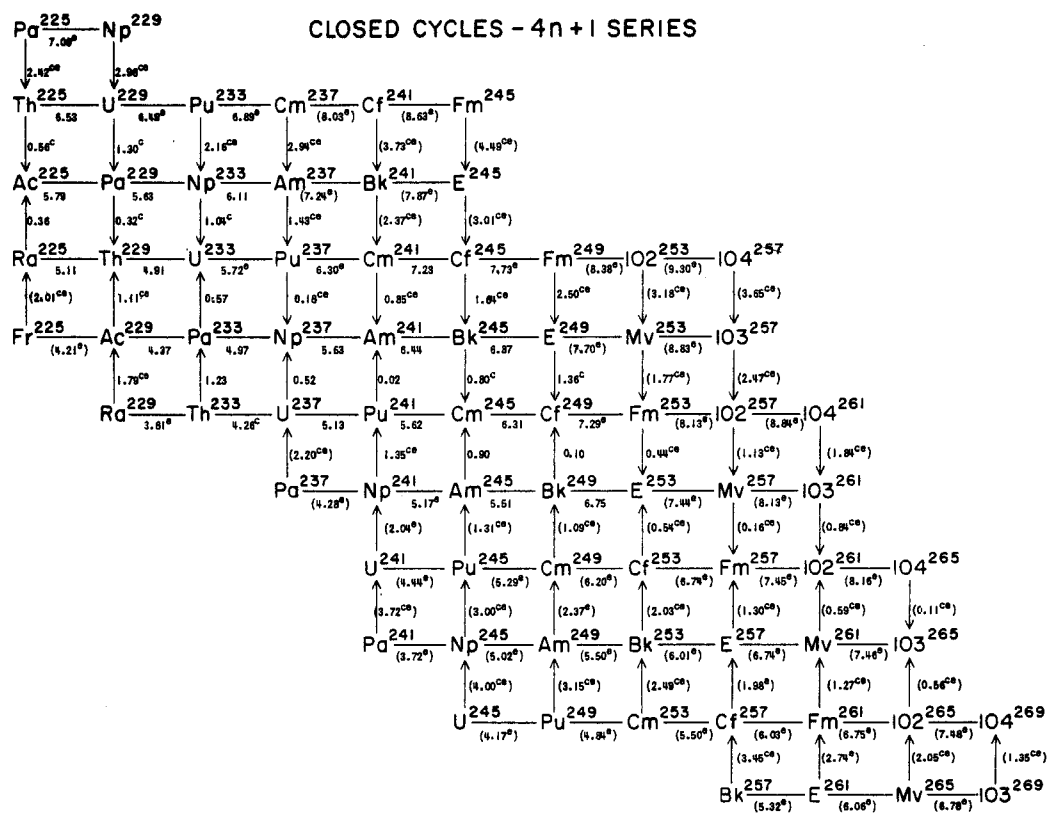 CLOSED CYCLES - 4n + 1 SERIES
Pa225 Np229
7.08e
2.42ce 2.96ce
Th225 U229 Pu233 Cm237 Cf241 Fm245
6.53 6.48e 6.89e (8.03e) (8.63e)
0.56c 1.30c 2.16ce 2.94ce (3.73ce) (4.49ce)
Ac225 Pa229 Np233 Am237 Bk241 E245
5.79 5.63 6.11 (7.24e) (7.87e)
0.36 0.32c 1.04c 1.43ce (2.37ce) (3.01ce)
Ra225 Th229 U233 Pu237 Cm241 Cf245 Fm249 102253 104257
5.11 4.91 5.72e 6.30e 7.23 7.73e (8.38e) (9.30e)
(2.01ce) 1.11ce 0.57 0.18ce 0.85ce 1.64ce 2.50ce (3.18ce) (3.65ce)
Fr225 Ac229 Pa233 Np237 Am241 Bk245 E249 Mv253 103257
(4.21e) 4.37 4.97 5.63 6.44 6.87 (7.70e) (8.83e)
1.79ce 1.23 0.52 0.02 0.80c 1.36c (1.77ce) (2.47ce)
Ra229 Th233 U237 Pu241 Cm245 Cf249 Fm253 102257 104261
3.61e 4.26c 5.13 5.62 6.31 7.29e (8.13e) (8.84e)
(2.20ce) 1.35ce 0.90 0.10 0.44ce (1.13ce) (1.84ce)
Pa237 Np241 Am245 Bk249 E253 Mv257 103261
(4.28e) 5.17e 5.61 6.75 (7.44e) (8.13e)
(2.04e) (1.31ce) (1.09ce) (0.54ce) (0.16ce) (0.84ce)
U241 Pu245 Cm249 Cf253 Fm257 102261 104265
(4.44e) (5.29e) (6.20e) (6.74e) (7.45e) (8.16e)
(3.72ce) (3.00ce) (2.37e) (2.03ce) (1.30ce) (0.59ce) (0.11ce)
Pa241 Np245 Am249 Bk253 E257 Mv261 103265
(3.72e) (5.02e) (5.50e) (6.01e) (6.74e) (7.46e)
(4.00ce) (3.15ce) (2.49ce) (1.98e) (1.27ce) (0.56ce)
U245 Pu249 Cm253 Cf257 Fm261 102265 104269
(4.17e) (4.84e) (5.50e) (6.03e) (6.75e) (7.48e)
(3.45ce) (2.74e) (2.05ce) (1.35ce)
Bk257 E261 Mv265 103269
(5.32e) (6.06e) (6.78e)